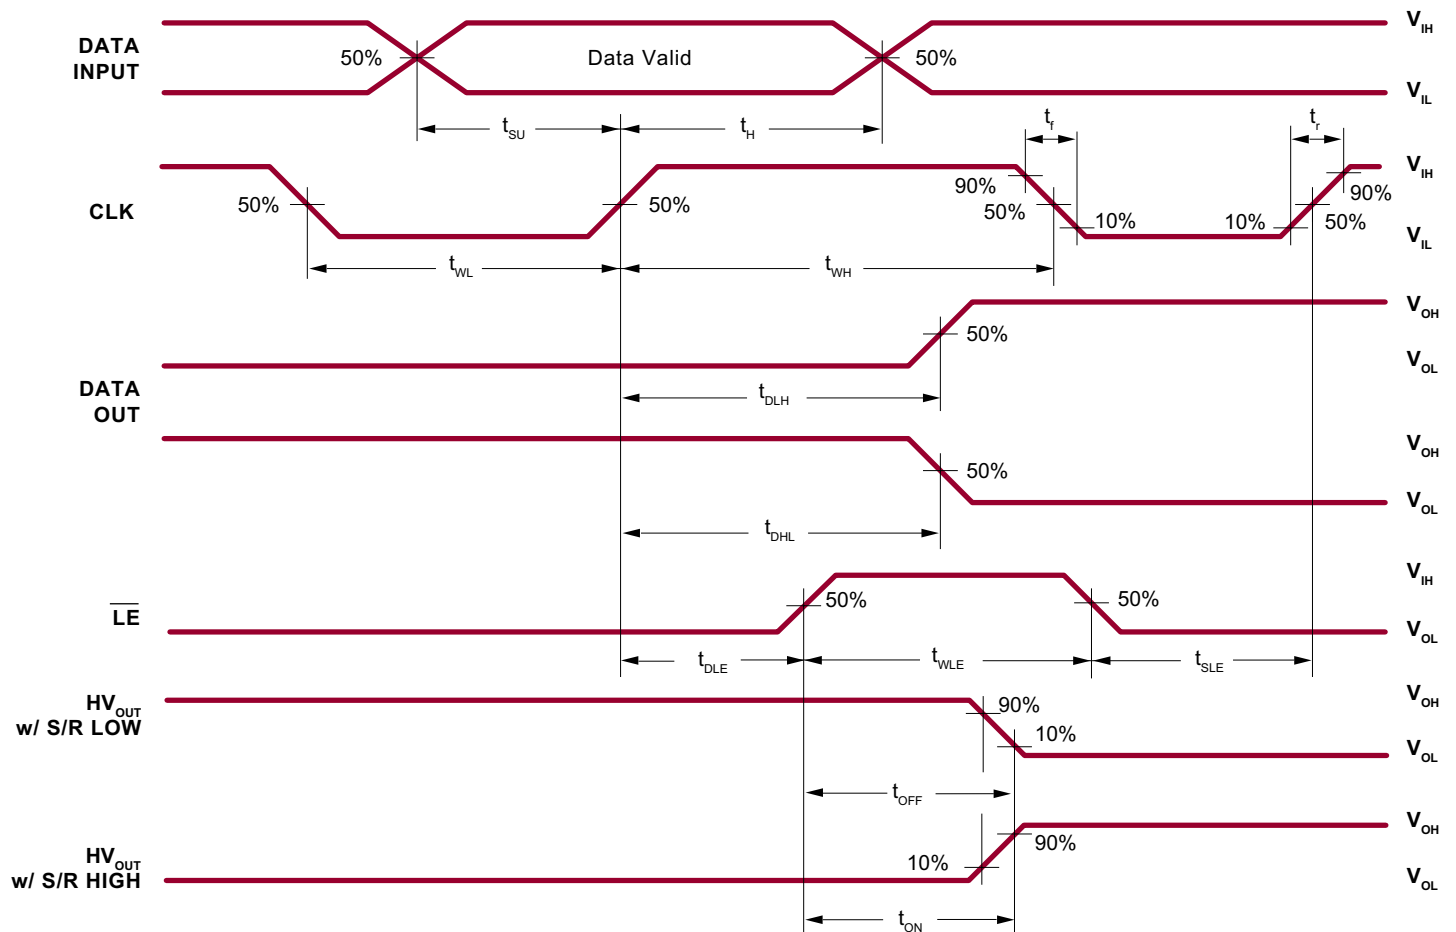 DATA
INPUT
50%
Data Valid
50%
V_IH
V_IL
t_SU
t_H
t_f
t_r
CLK
50%
50%
90%
50%
10%
10%
90%
50%
V_IH
V_IL
t_WL
t_WH
DATA
OUT
50%
V_OH
V_OL
t_DLH
50%
V_OH
V_OL
t_DHL
LE
50%
50%
V_IH
V_OL
t_DLE
t_WLE
t_SLE
HV_OUT
w/ S/R LOW
90%
10%
V_OH
V_OL
t_OFF
HV_OUT
w/ S/R HIGH
10%
90%
V_OH
V_OL
t_ON